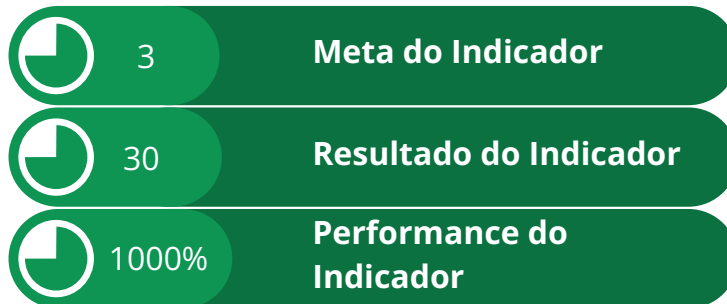 3 Meta do Indicador
30 Resultado do Indicador
1000% Performance do
Indicador